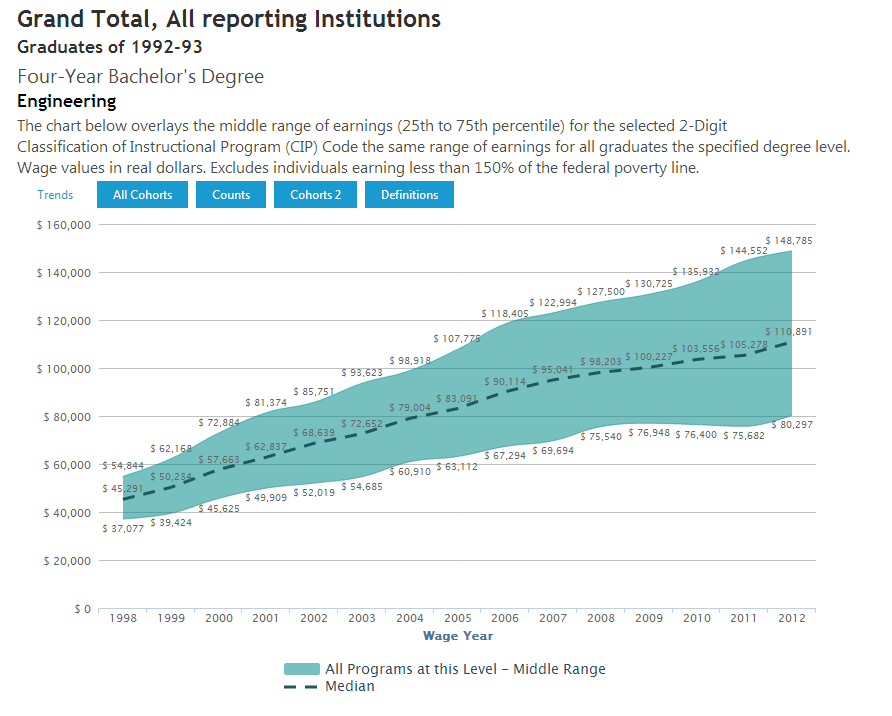 Grand Total, All reporting Institutions
Graduates of 1992-93
Four-Year Bachelor's Degree
Engineering
The chart below overlays the middle range of earnings (25th to 75th percentile) for the selected 2-Digit
Classification of Instructional Program (CIP) Code the same range of earnings for all graduates the specified degree level.
Wage values in real dollars. Excludes individuals earning less than 150% of the federal poverty line.
Trends All Cohorts Counts Cohorts 2 Definitions
$ 160,000
$ 140,000
$ 120,000
$ 100,000
$ 80,000
$ 60,000
$ 40,000
$ 20,000
$ 0
$ 54,844 $ 62,168 $ 72,884 $ 81,374 $ 85,751 $ 93,623 $ 98,918 $ 107,775 $ 118,405 $ 122,994 $ 127,500 $ 130,725 $ 135,932 $ 144,552 $ 148,785
$ 45,291 $ 50,234 $ 57,663 $ 62,837 $ 68,639 $ 72,652 $ 79,004 $ 83,091 $ 90,114 $ 95,041 $ 98,203 $ 100,227 $ 103,556 $ 105,278 $ 110,891
$ 37,077 $ 39,424 $ 45,625 $ 49,909 $ 52,019 $ 54,685 $ 60,910 $ 63,112 $ 67,294 $ 69,694 $ 75,540 $ 76,948 $ 76,400 $ 75,682 $ 80,297
1998 1999 2000 2001 2002 2003 2004 2005 2006 2007 2008 2009 2010 2011 2012
Wage Year
All Programs at this Level - Middle Range
Median